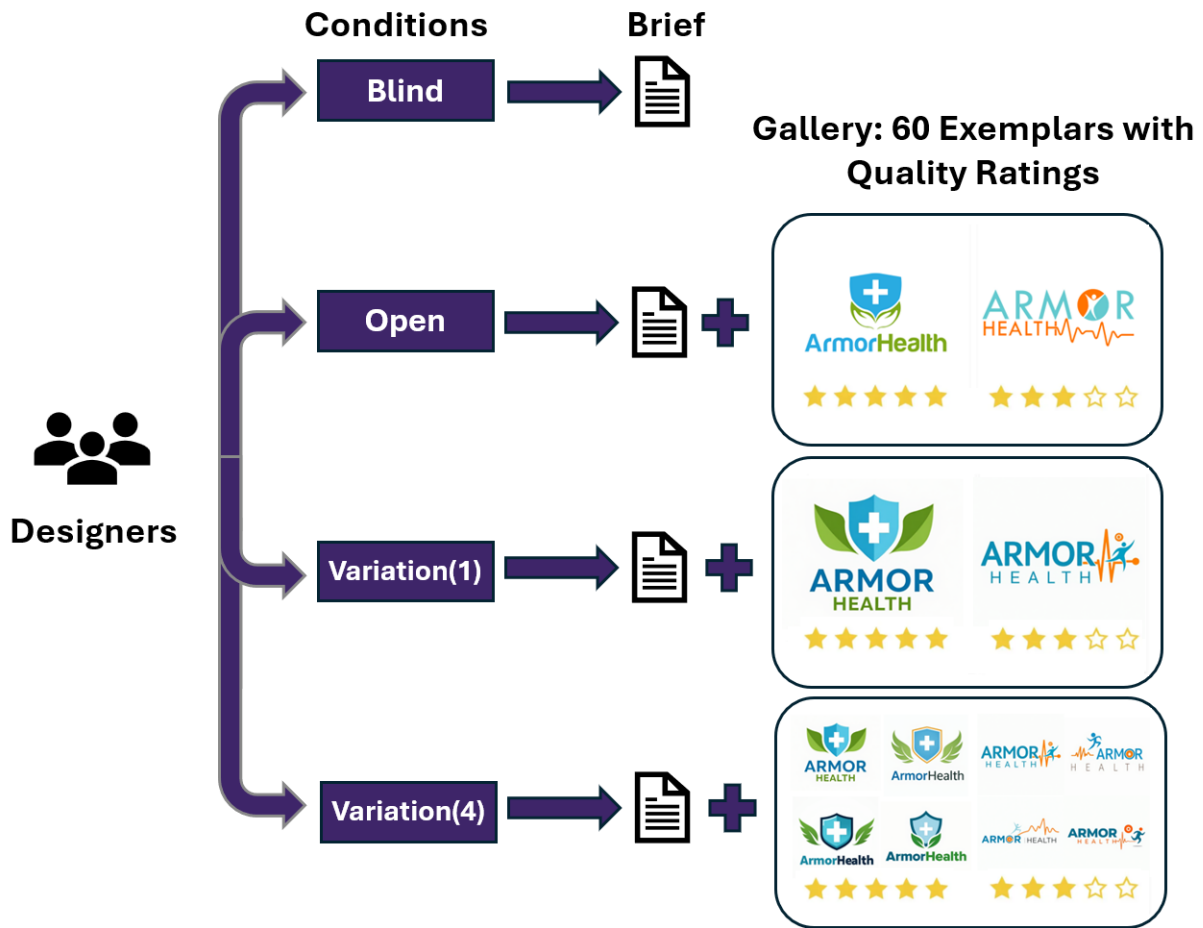 Conditions
Brief
Blind
Gallery: 60 Exemplars with
Quality Ratings
Open
ArmorHealth
ARMOR
HEALTH
Designers
Variation(1)
ARMOR
HEALTH
ARMOR
HEALTH
Variation(4)
ARMOR
HEALTH
ArmorHealth
ARMOR
HEALTH
ARMOR
HEALTH
ArmorHealth
ArmorHealth
ARMOR HEALTH
ARMOR
HEALTH